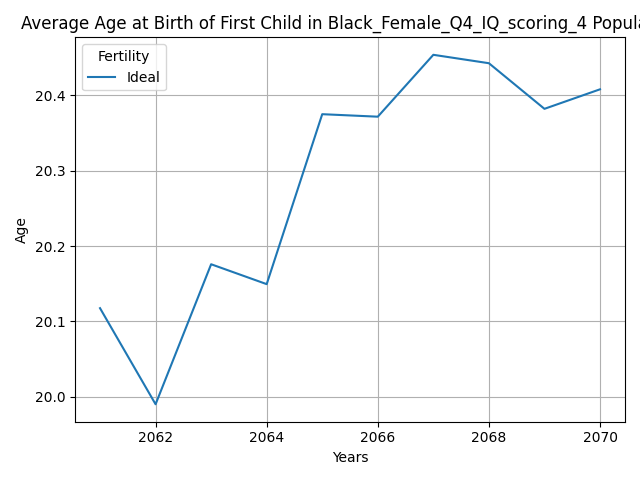 Average Age at Birth of First Child in Black_Female_Q4_IQ_scoring_4 Popula
Fertility
Ideal
20.4
20.3
20.2
20.1
20.0
Age
2062 2064 2066 2068 2070
Years